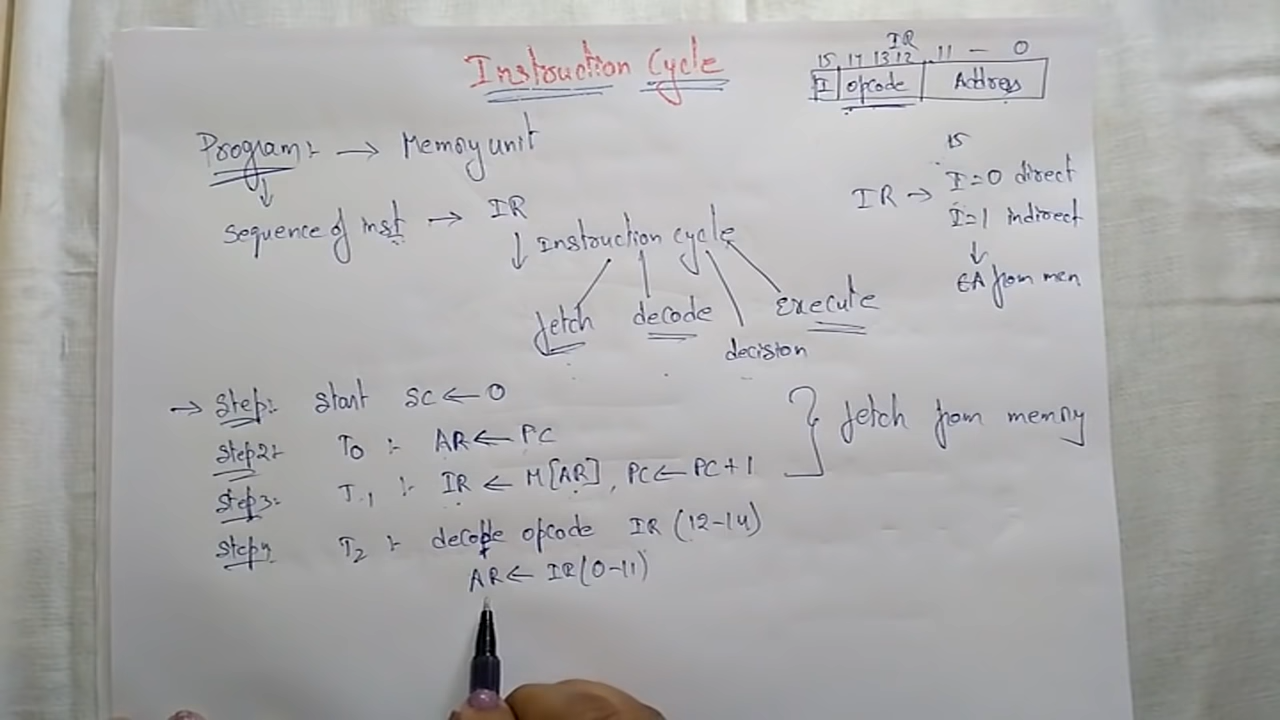 Instruction Cycle
IR
15 14 13 12 11 - 0
I opcode Address
Program:- → Memory unit
↓
Sequence of inst → IR
↓ Instruction cycle
fetch decode decision Execute
15
IR → I=0 direct
I=1 indirect
↓
EA from mem
→ Step:- Start SC ← 0
Step2:- T0 :- AR ← PC
Step3:- T1 :- IR ← M[AR], PC ← PC+1
} fetch from memory
Step4 T2 :- decode opcode IR (12-14)
AR ← IR(0-11)